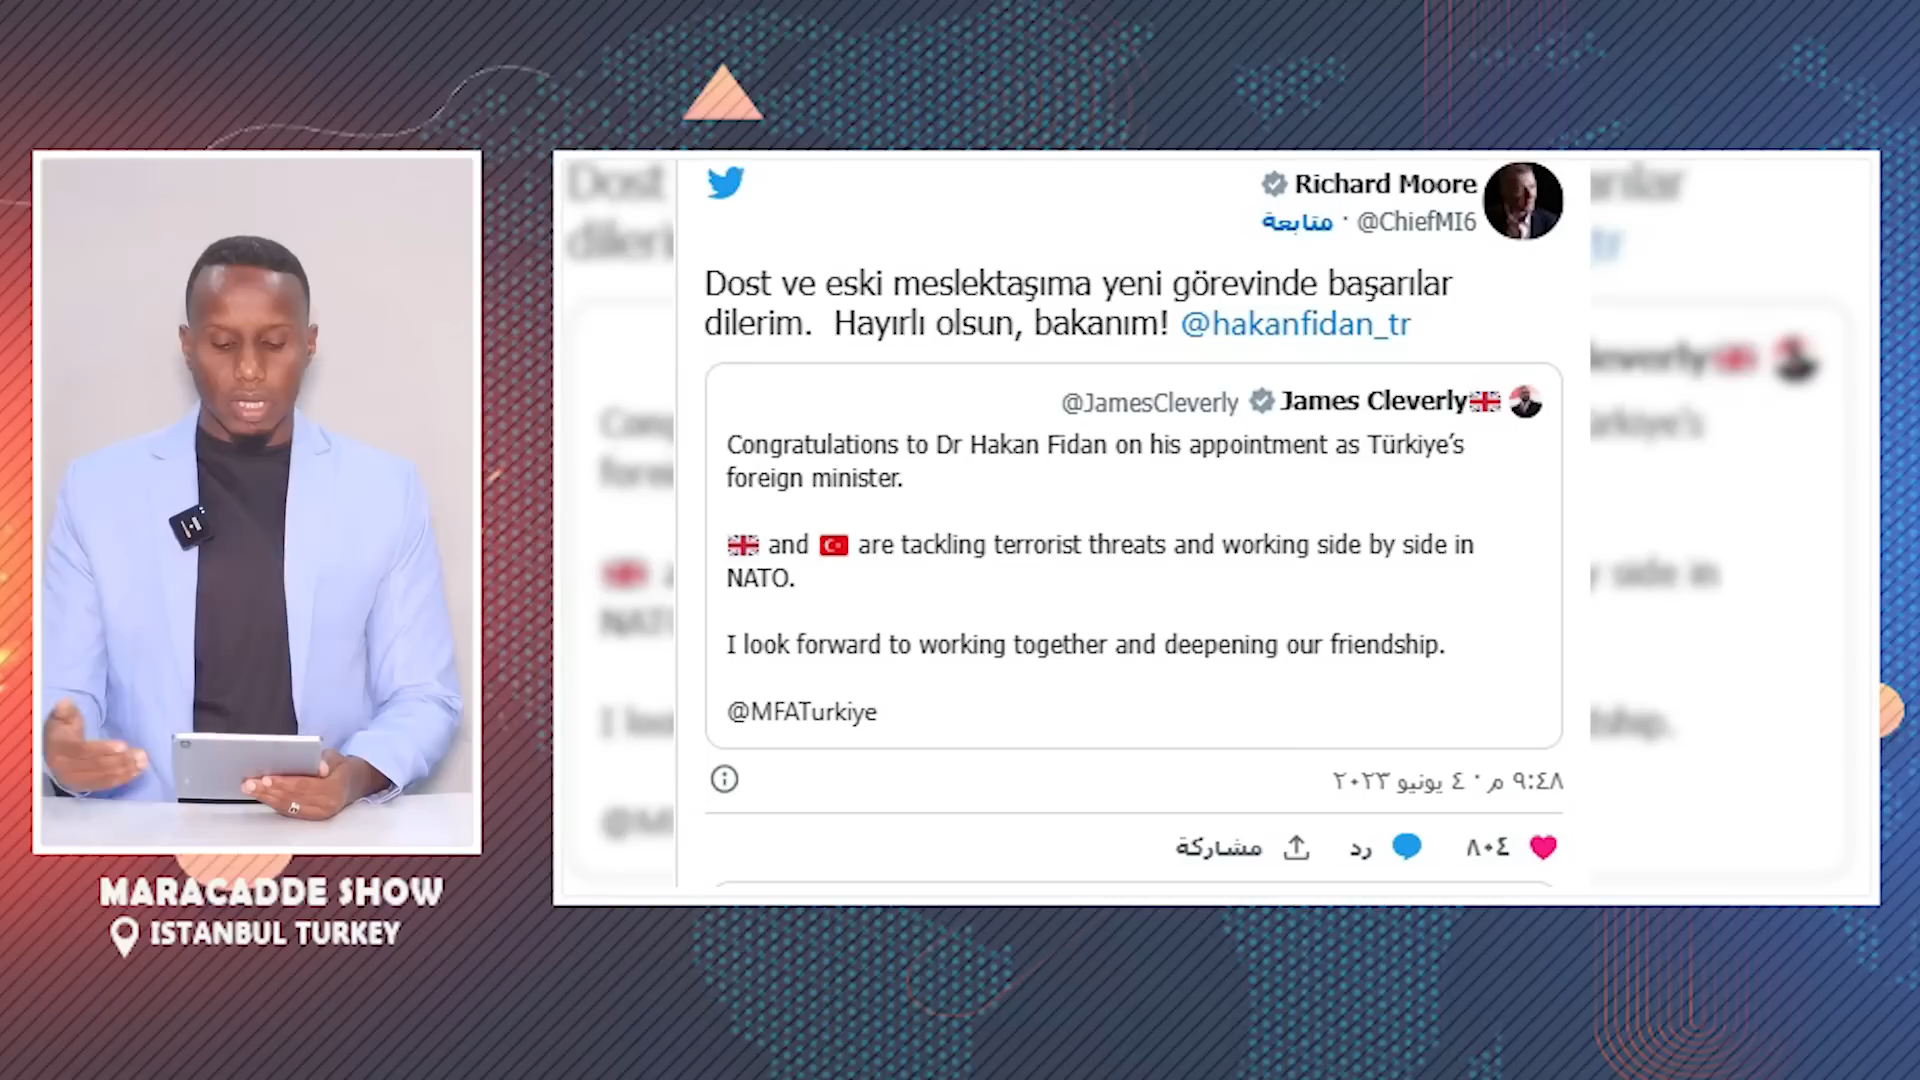 Richard Moore
@ChiefMI6 · متابعة
Dost ve eski meslektaşıma yeni görevinde başarılar
dilerim.  Hayırlı olsun, bakanım! @hakanfidan_tr
@JamesCleverly James Cleverly🇬🇧
Congratulations to Dr Hakan Fidan on his appointment as Türkiye's
foreign minister.
🇬🇧 and 🇹🇷 are tackling terrorist threats and working side by side in
NATO.
I look forward to working together and deepening our friendship.
@MFATurkiye
٩:٤٨ م · ٤ يونيو ٢٠٢٣
٨٠٤ رد مشاركة
MARACADDE SHOW
ISTANBUL TURKEY